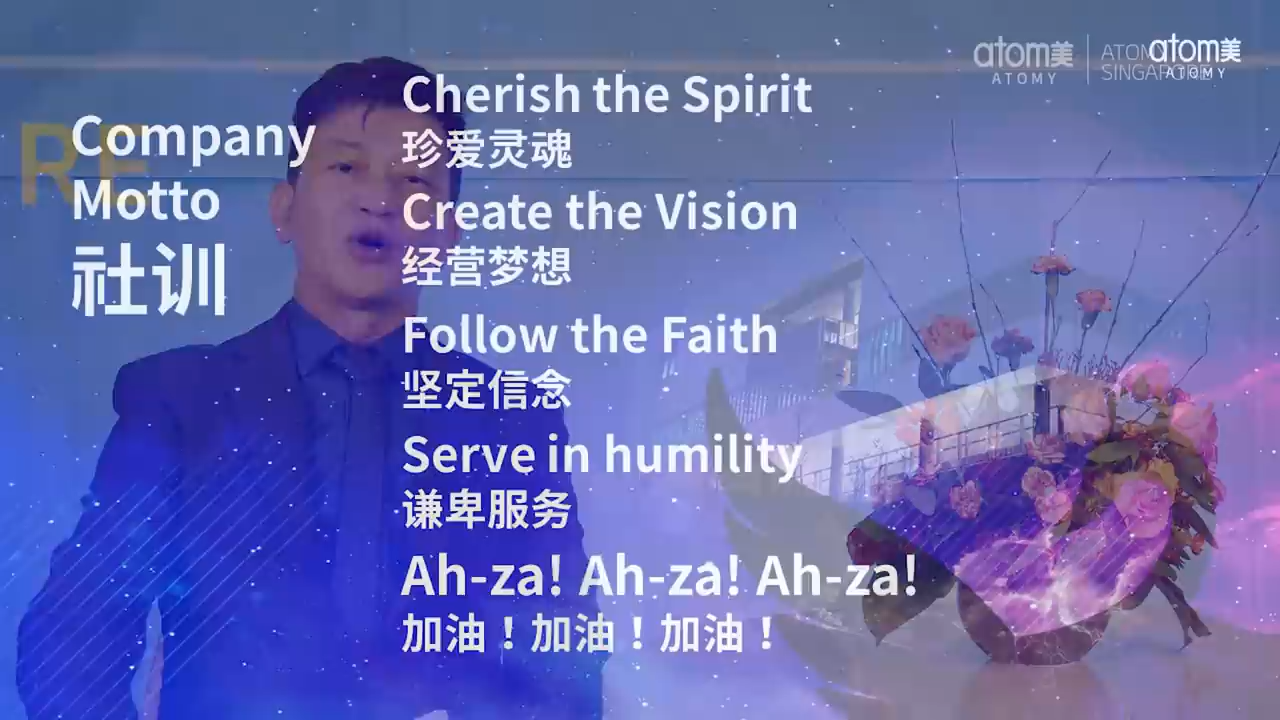 atom美
ATOMY
atom美
ATOMY
RE
Company
Motto
社训
Cherish the Spirit
珍爱灵魂
Create the Vision
经营梦想
Follow the Faith
坚定信念
Serve in humility
谦卑服务
Ah-za! Ah-za! Ah-za!
加油！加油！加油！